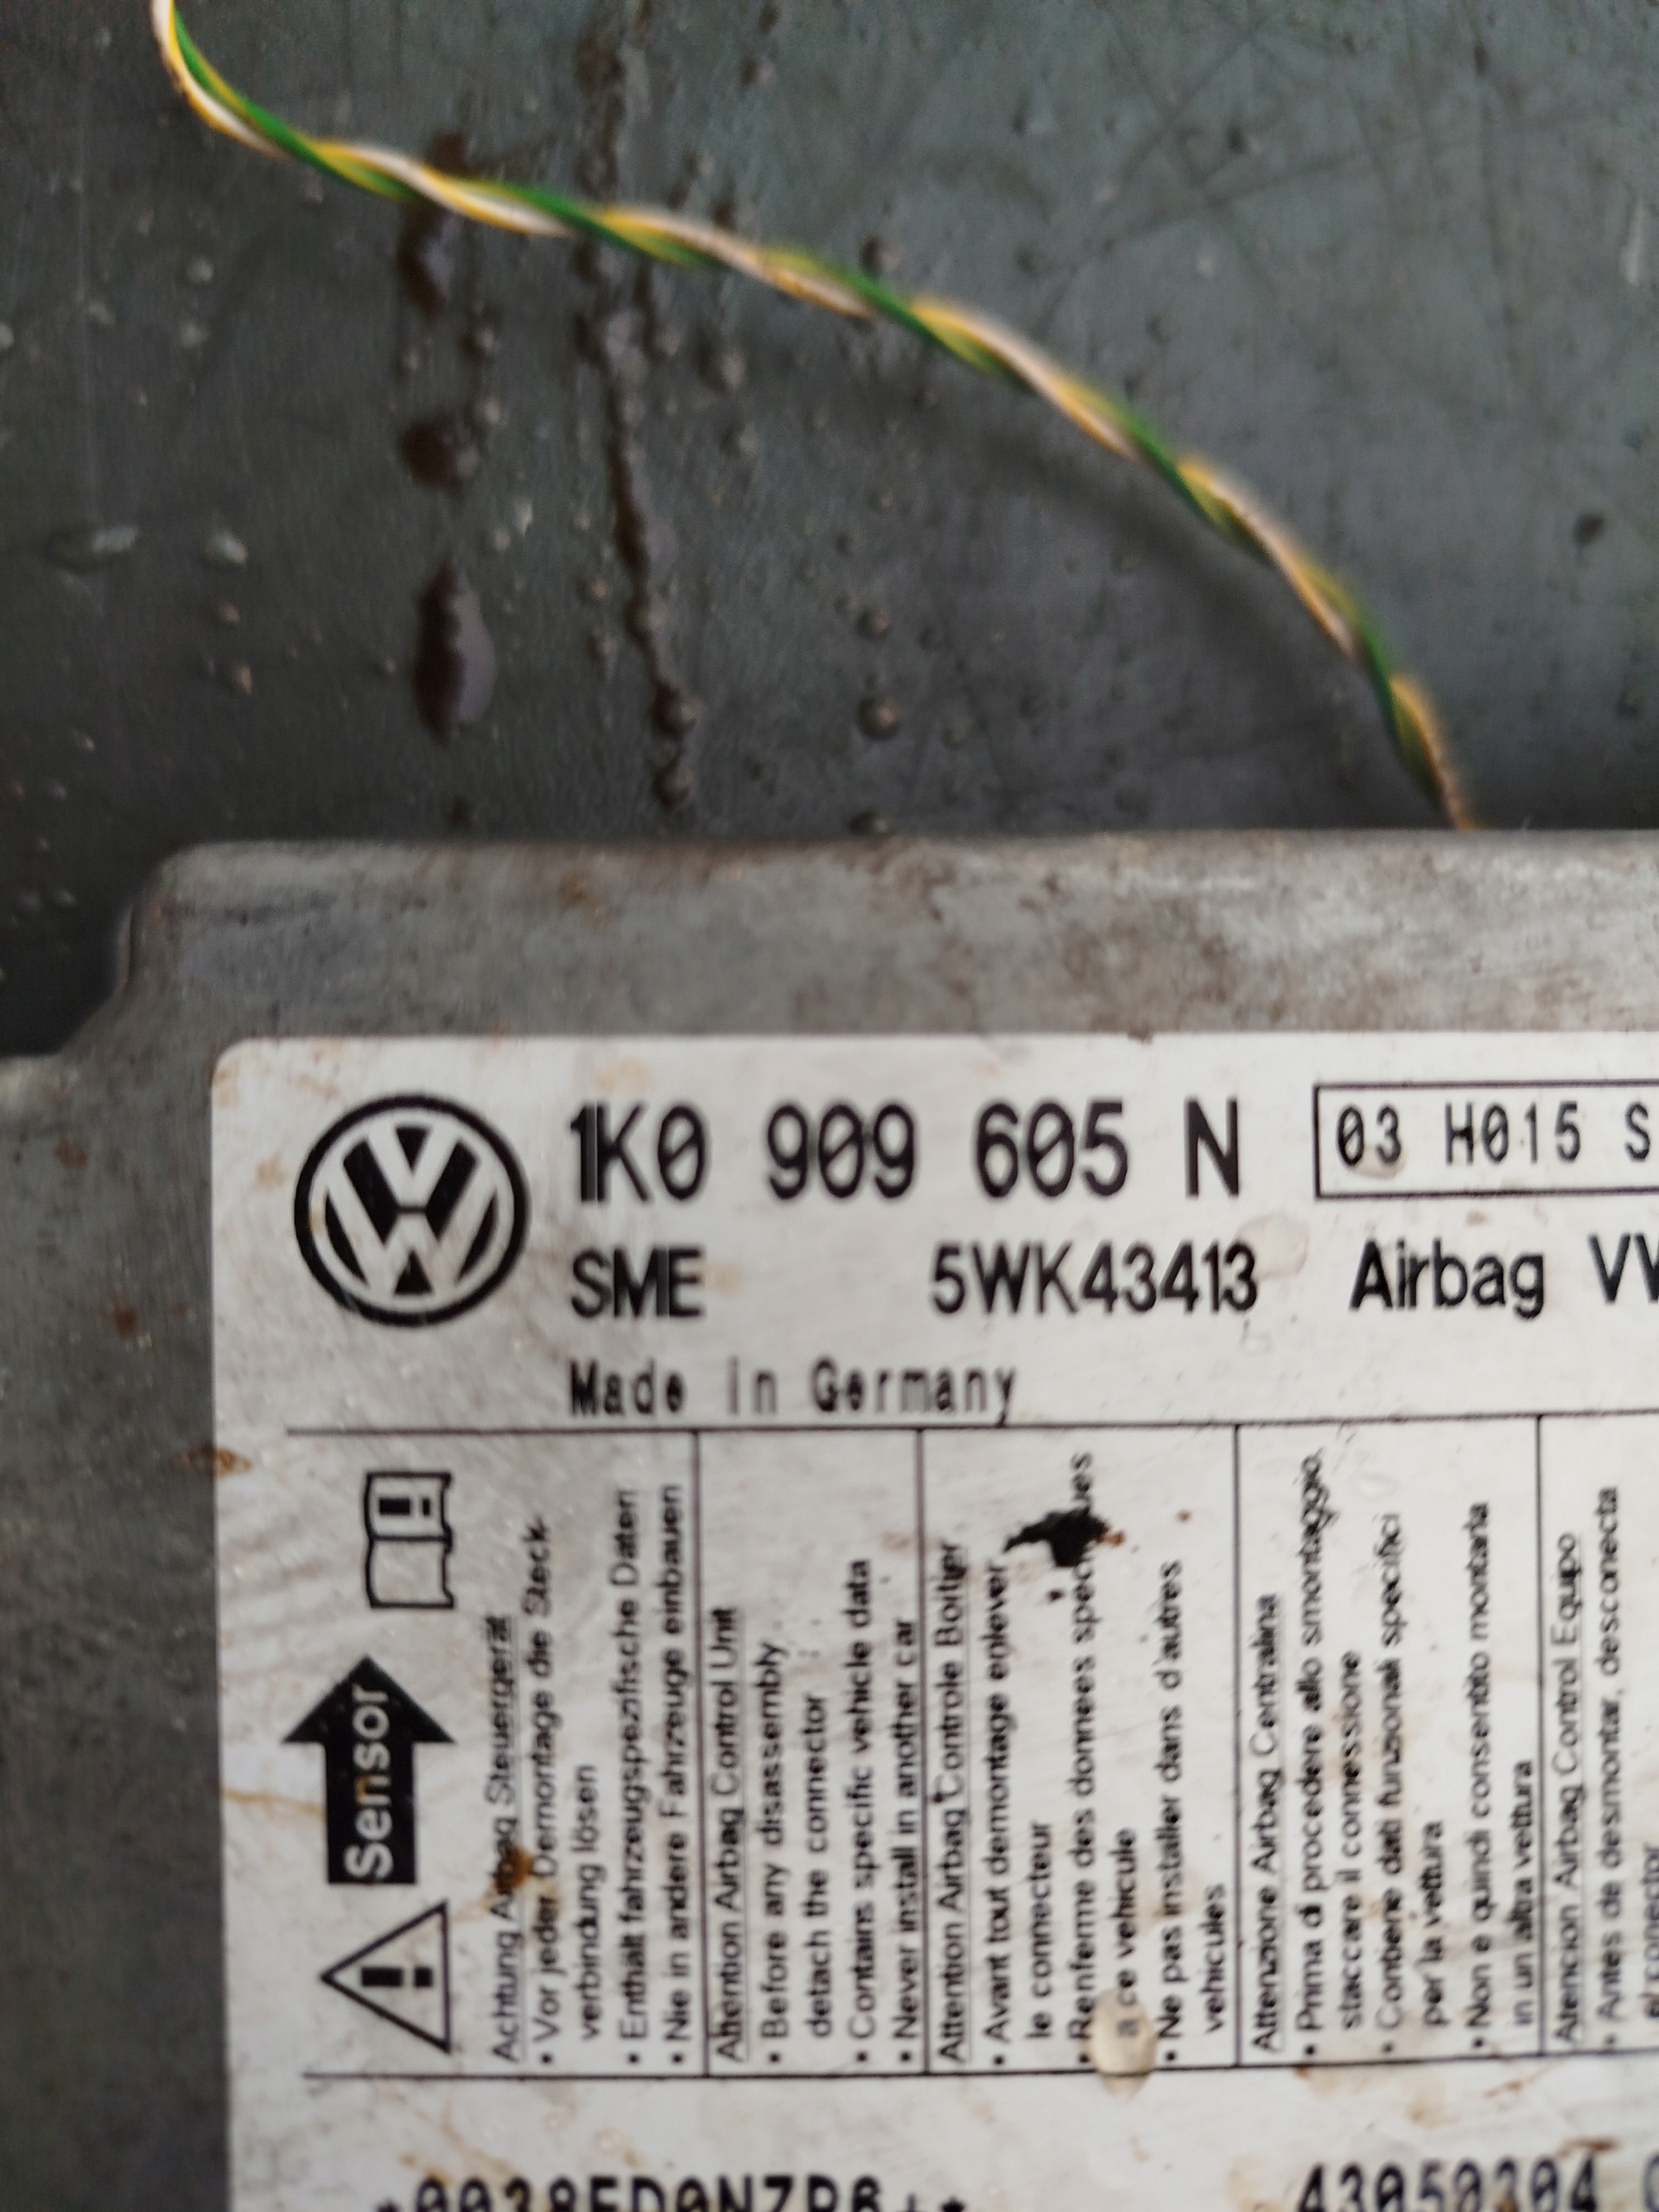 1K0 909 605 N 03 H015 S
SME 5WK43413 Airbag
Made in Germany
Sensor
Achtung Airbag Steuergerät
• Vor jeder Demontage die Steck-
verbindung lösen
• Enthält fahrzeugspezifische Daten
• Nie in andere Fahrzeuge einbauen
Attention Airbag Control Unit
• Before any disassembly
detach the connector
• Contains specific vehicle data
• Never install in another car
Attention Airbag Controle Boitier
• Avant tout demontage enlever
le connecteur
• Renferme des donnees
a ce vehicule
• Ne pas installer dans d'autres
vehicules
Attenzione Airbag Centralina
• Prima di procedere allo smontaggio,
staccare il connessione
• Contiene dati funzionali specifici
per la vettura
• Non e quindi consentito montarla
in un altra vettura
Atencion Airbag Control Equipo
• Antes de desmontar, desconecta
el conector